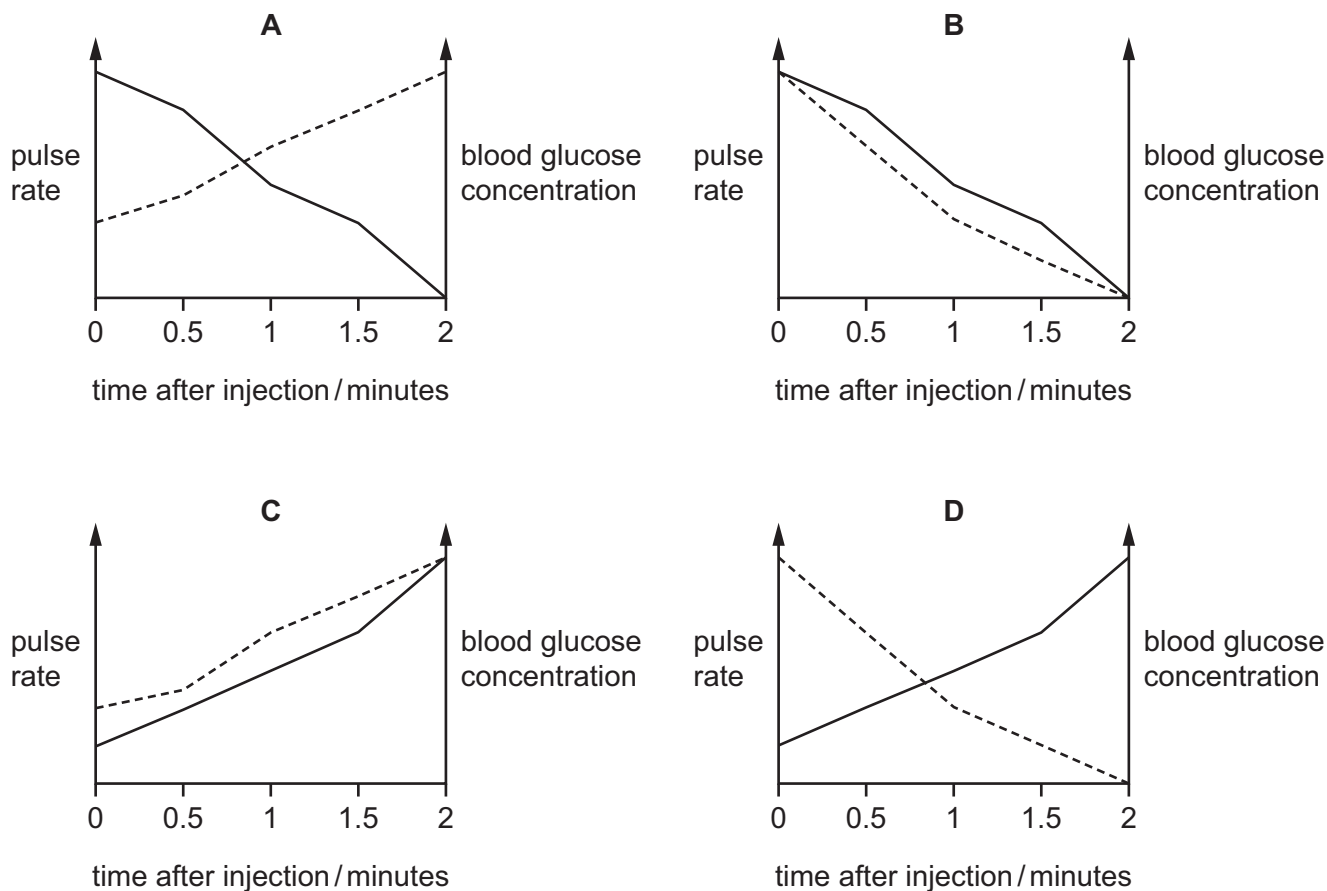 A
B
pulse
rate
blood glucose
concentration
pulse
rate
blood glucose
concentration
0 0.5 1 1.5 2
0 0.5 1 1.5 2
time after injection / minutes
time after injection / minutes
C
D
pulse
rate
blood glucose
concentration
pulse
rate
blood glucose
concentration
0 0.5 1 1.5 2
0 0.5 1 1.5 2
time after injection / minutes
time after injection / minutes